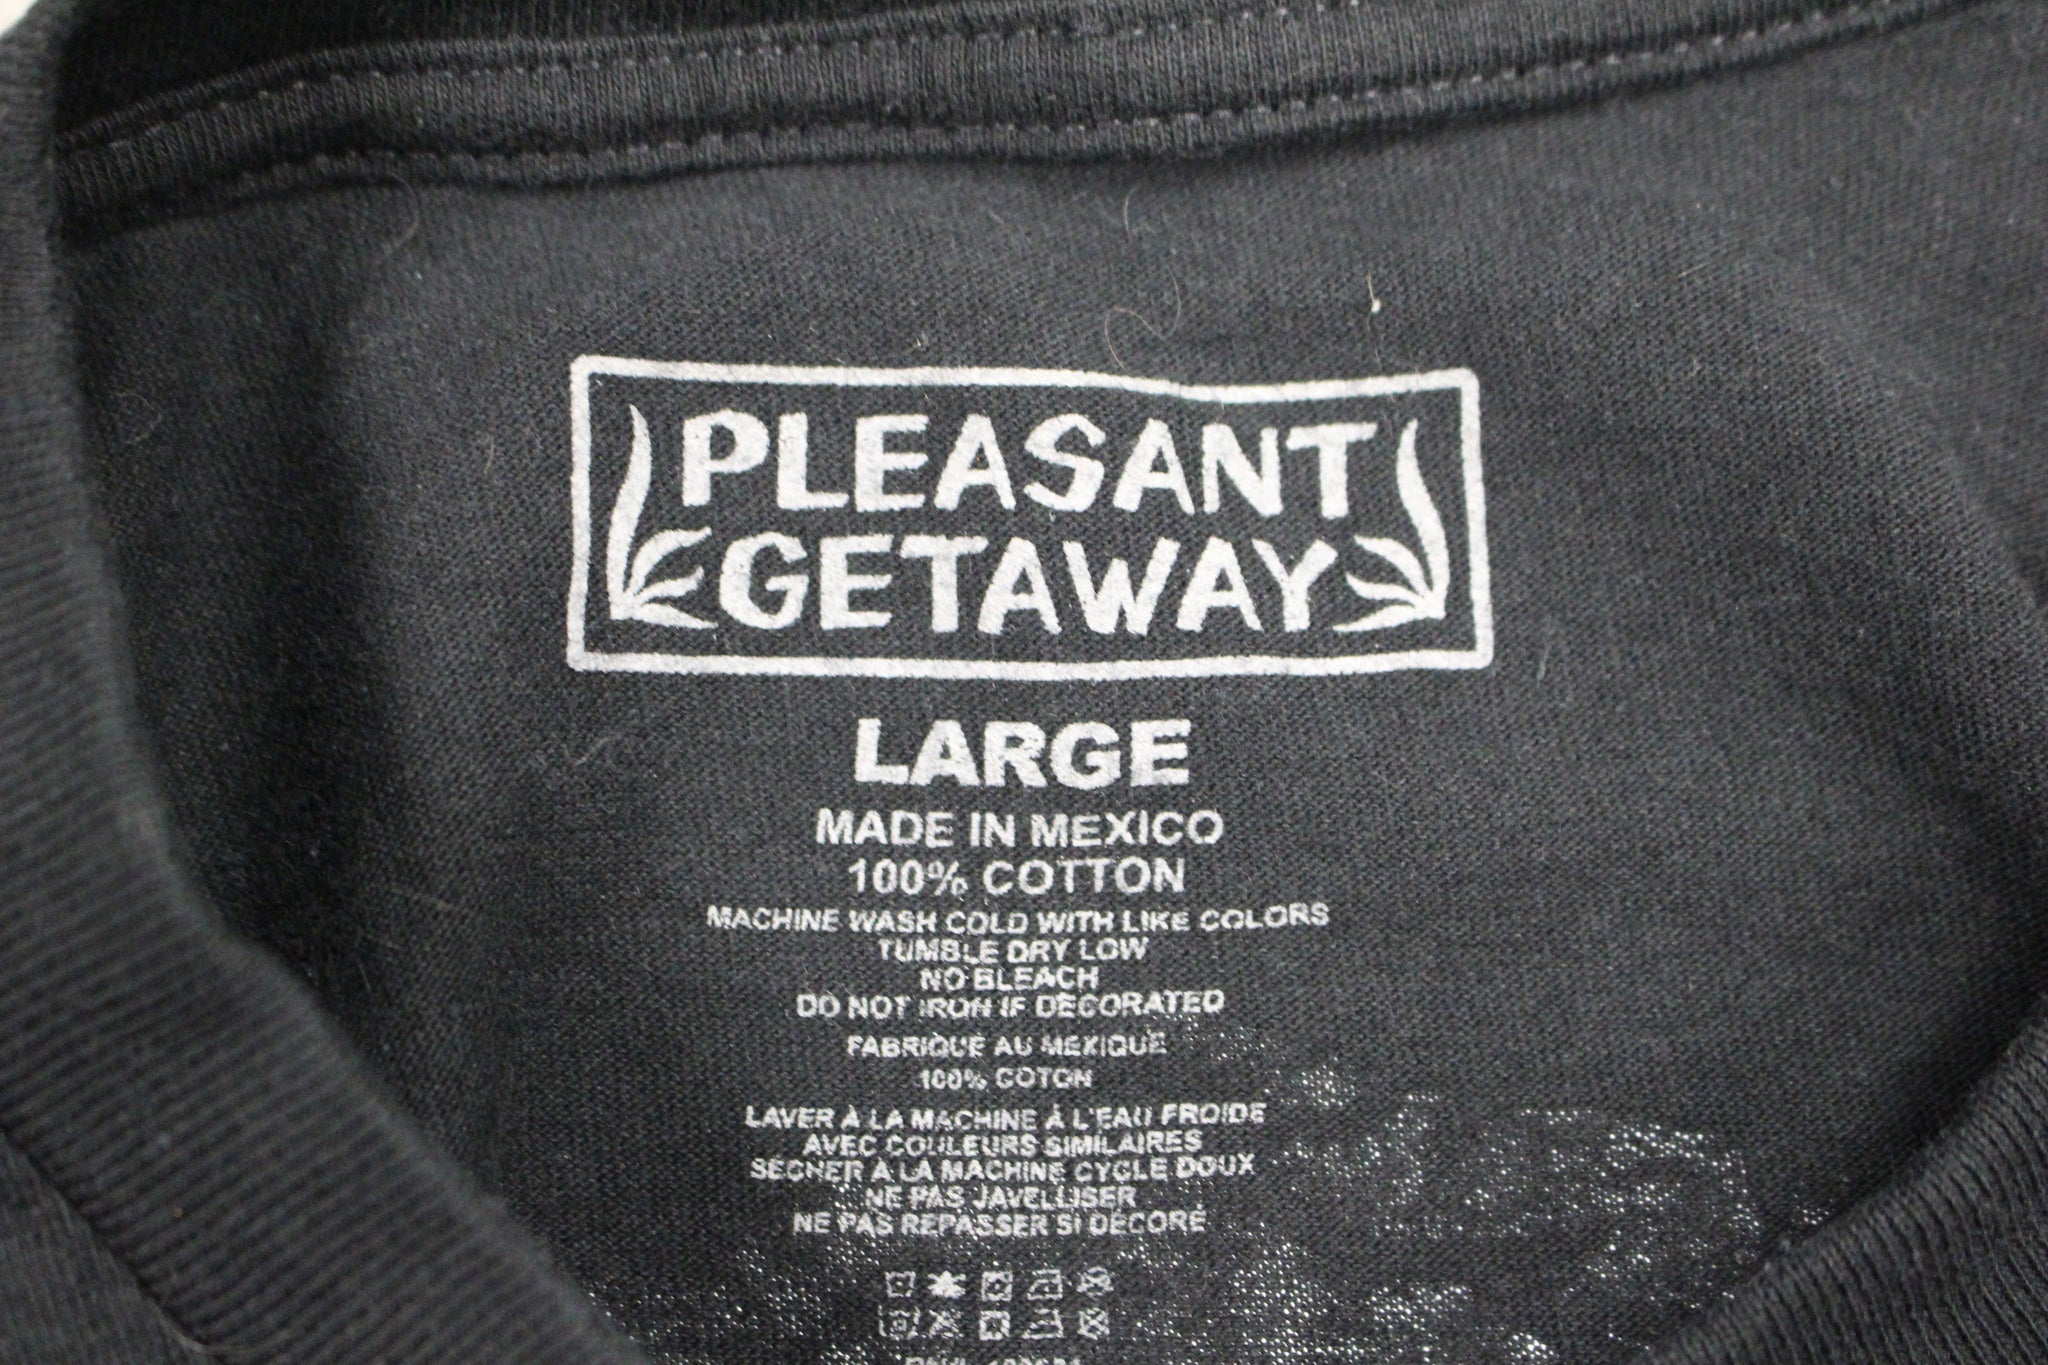 PLEASANT
GETAWAY
LARGE
MADE IN MEXICO
100% COTTON
MACHINE WASH COLD WITH LIKE COLORS
TUMBLE DRY LOW
NO BLEACH
DO NOT IRON IF DECORATED
FABRIQUÉ AU MEXIQUE
100% COTON
LAVER À LA MACHINE À L'EAU FROIDE
AVEC COULEURS SIMILAIRES
SÉCHER À LA MACHINE CYCLE DOUX
NE PAS JAVELLISER
NE PAS REPASSER SI DÉCORÉ